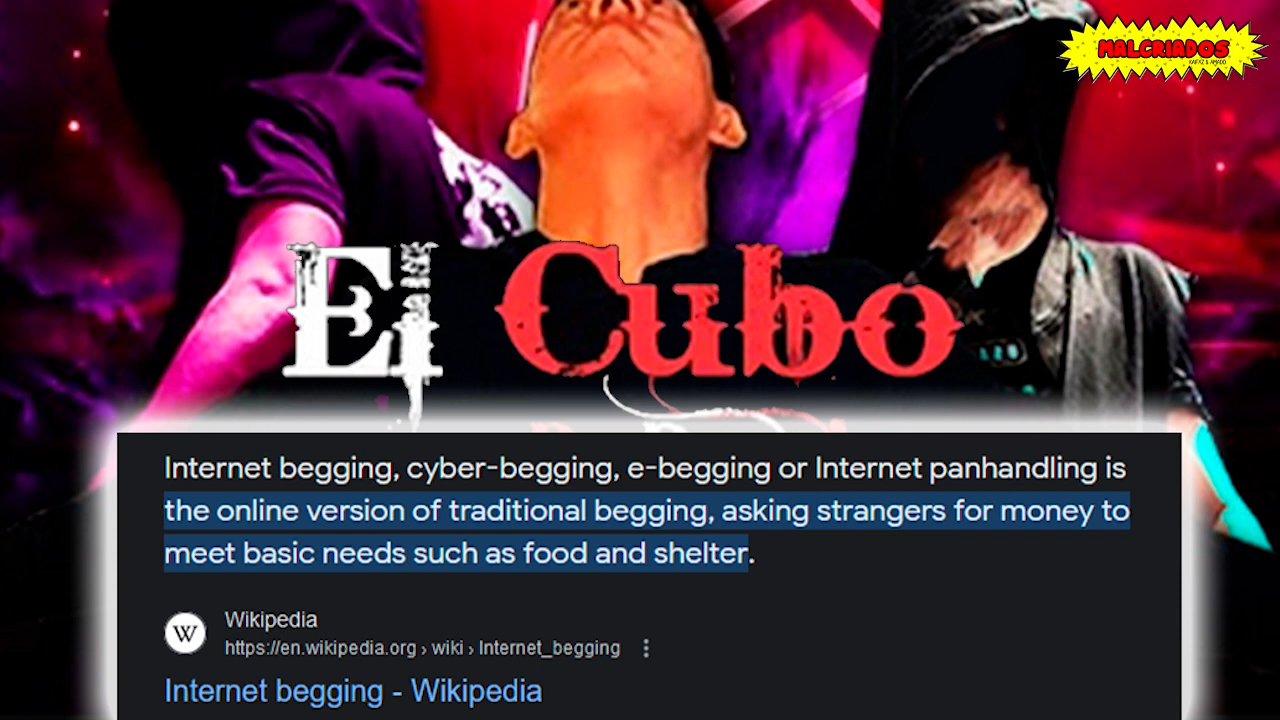 MALCRIADOS
El Cubo
Internet begging, cyber-begging, e-begging or Internet panhandling is
the online version of traditional begging, asking strangers for money to
meet basic needs such as food and shelter.
Wikipedia
https://en.wikipedia.org › wiki › Internet_begging
Internet begging - Wikipedia